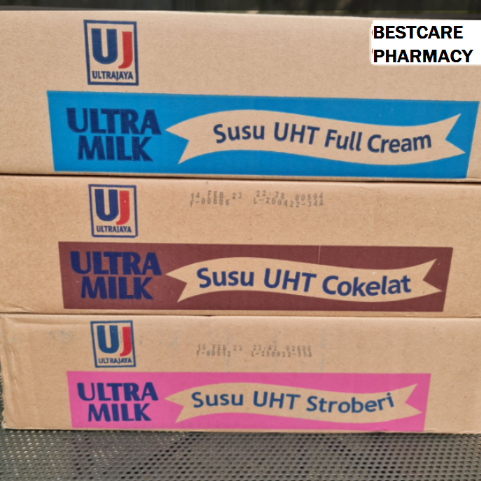 BESTCARE
PHARMACY
UJ
ULTRAJAYA
ULTRA
MILK
Susu UHT Full Cream
UJ
ULTRAJAYA
ULTRA
MILK
Susu UHT Cokelat
UJ
ULTRAJAYA
ULTRA
MILK
Susu UHT Stroberi